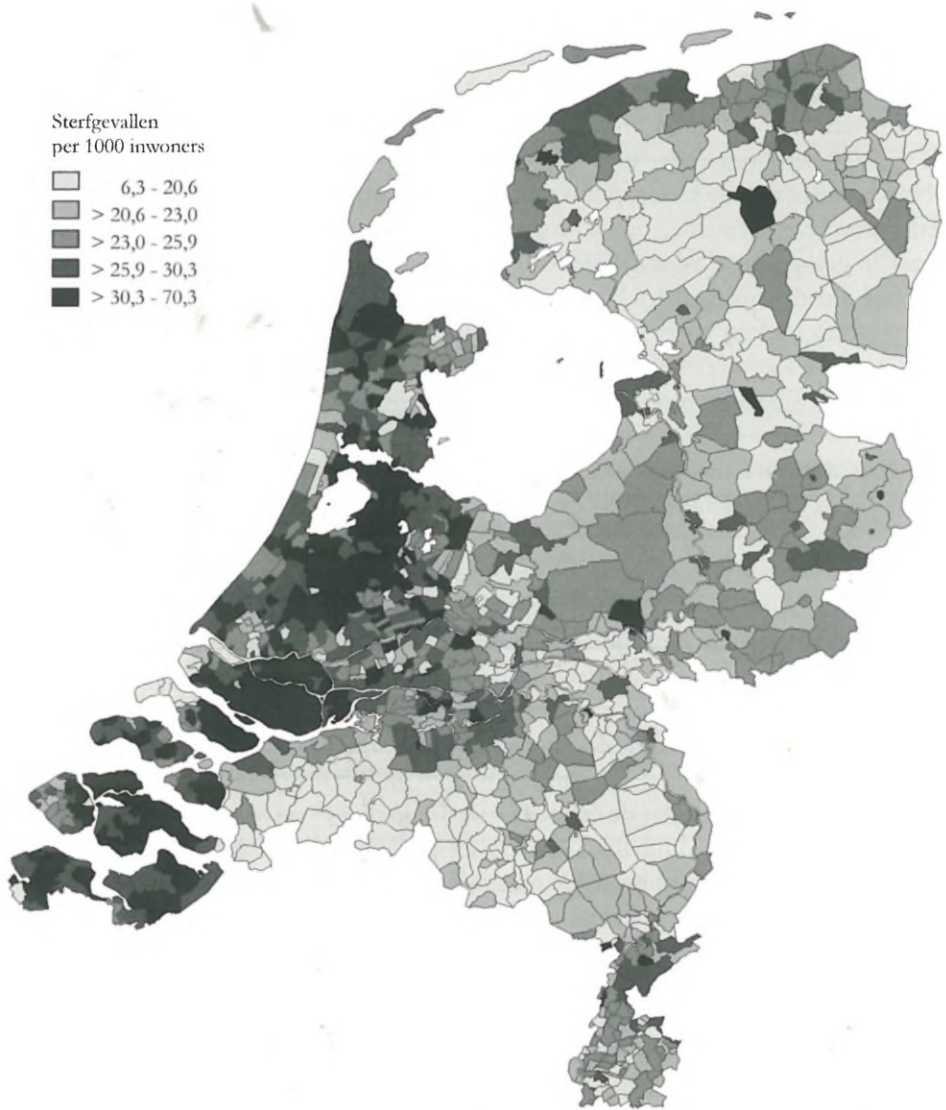 Sterfgevallen
per 1000 inwoners
6,3 - 20,6
> 20,6 - 23,0
> 23,0 - 25,9
> 25,9 - 30,3
> 30,3 - 70,3